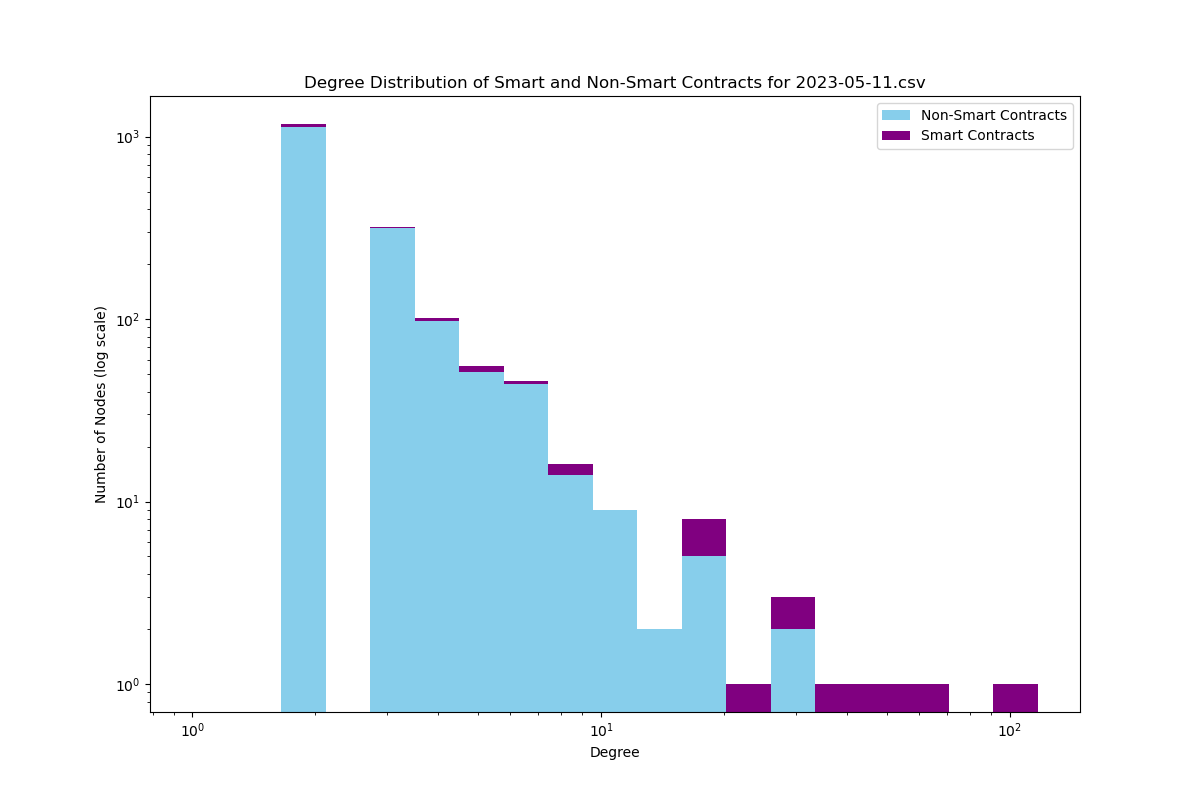 Degree Distribution of Smart and Non-Smart Contracts for 2023-05-11.csv
Non-Smart Contracts
Smart Contracts
Number of Nodes (log scale)
10³
10²
10¹
10⁰
10⁰ 10¹ 10²
Degree